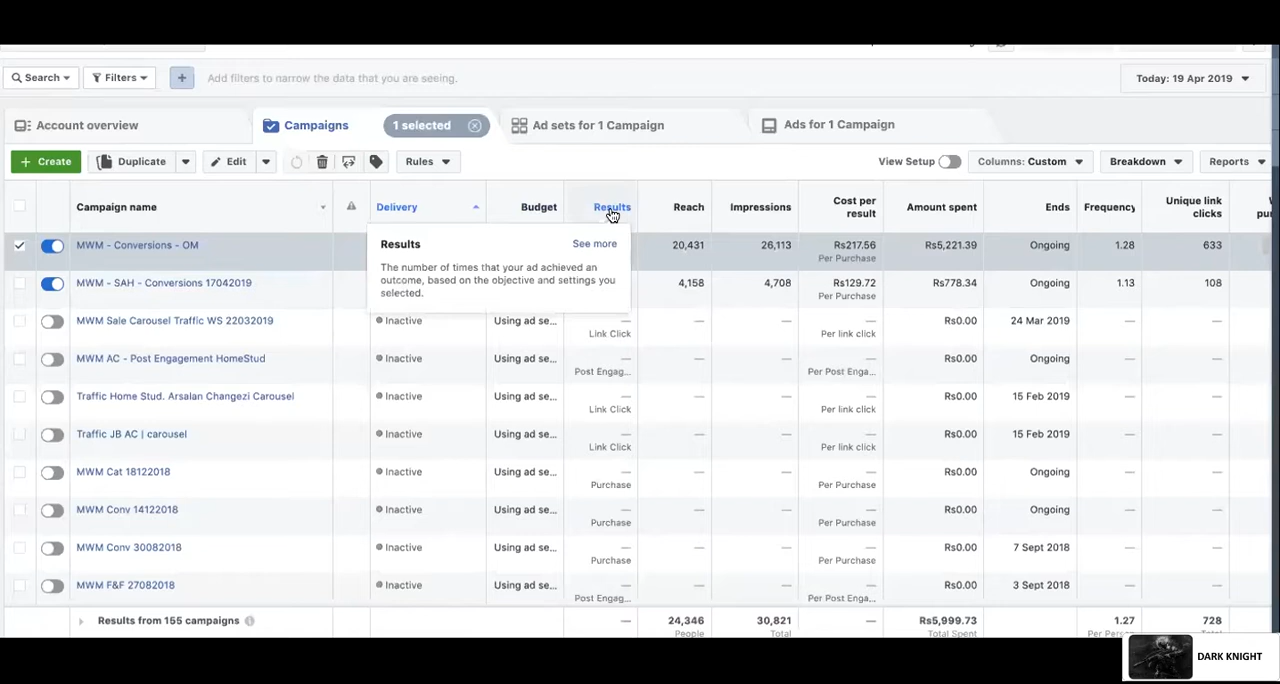 Search
Filters
+
Add filters to narrow the data that you are seeing.
Today: 19 Apr 2019
Account overview
Campaigns
1 selected
Ad sets for 1 Campaign
Ads for 1 Campaign
+ Create
Duplicate
Edit
Rules
View Setup
Columns: Custom
Breakdown
Reports
Campaign name
Delivery
Budget
Results
Reach
Impressions
Cost per result
Amount spent
Ends
Frequency
Unique link clicks
MWM - Conversions - OM 20,431 26,113 Rs217.56 Rs5,221.39 Ongoing 1.28 633
Per Purchase
Results See more
The number of times that your ad achieved an
outcome, based on the objective and settings you
selected.
MWM - SAH - Conversions 17042019 4,158 4,708 Rs129.72 Rs778.34 Ongoing 1.13 108
Per Purchase
MWM Sale Carousel Traffic WS 22032019 Inactive Using ad se... — — — — Rs0.00 24 Mar 2019 — —
Link Click Per link click
MWM AC - Post Engagement HomeStud Inactive Using ad se... — — — — Rs0.00 Ongoing — —
Post Engag... Per Post Enga...
Traffic Home Stud. Arsalan Changezi Carousel Inactive Using ad se... — — — — Rs0.00 15 Feb 2019 — —
Link Click Per link click
Traffic JB AC | carousel Inactive Using ad se... — — — — Rs0.00 15 Feb 2019 — —
Link Click Per link click
MWM Cat 18122018 Inactive Using ad se... — — — — Rs0.00 Ongoing — —
Purchase Per Purchase
MWM Conv 14122018 Inactive Using ad se... — — — — Rs0.00 Ongoing — —
Purchase Per Purchase
MWM Conv 30082018 Inactive Using ad se... — — — — Rs0.00 7 Sept 2018 — —
Purchase Per Purchase
MWM F&F 27082018 Inactive Using ad se... — — — — Rs0.00 3 Sept 2018 — —
Post Engag... Per Post Enga...
Results from 155 campaigns — 24,346 30,821 — Rs5,999.73 1.27 728
People Total Total Spent
DARK KNIGHT